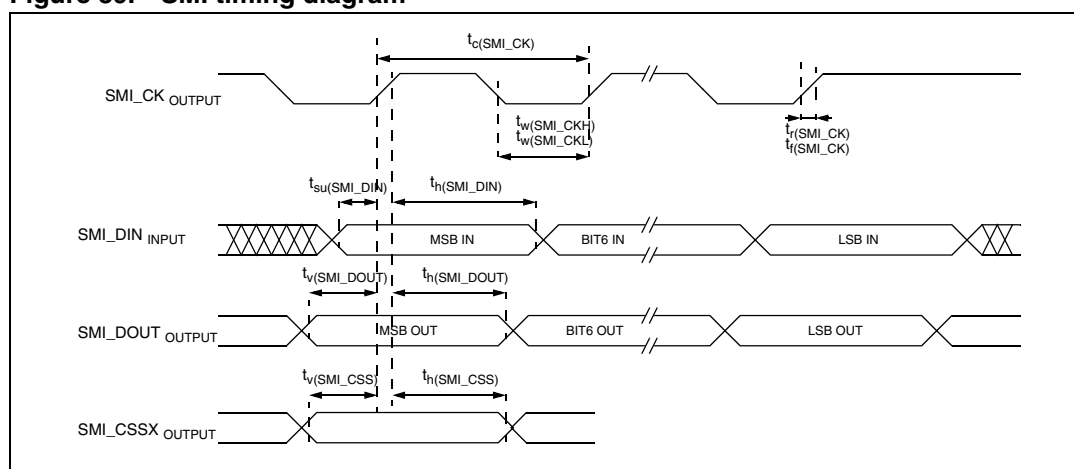 Figure 55. SMI timing diagram
tc(SMI_CK)
SMI_CK OUTPUT
tw(SMI_CKH)
tw(SMI_CKL)
tr(SMI_CK)
tf(SMI_CK)
tsu(SMI_DIN)
th(SMI_DIN)
SMI_DIN INPUT
MSB IN
BIT6 IN
LSB IN
tv(SMI_DOUT)
th(SMI_DOUT)
SMI_DOUT OUTPUT
MSB OUT
BIT6 OUT
LSB OUT
tv(SMI_CSS)
th(SMI_CSS)
SMI_CSSX OUTPUT